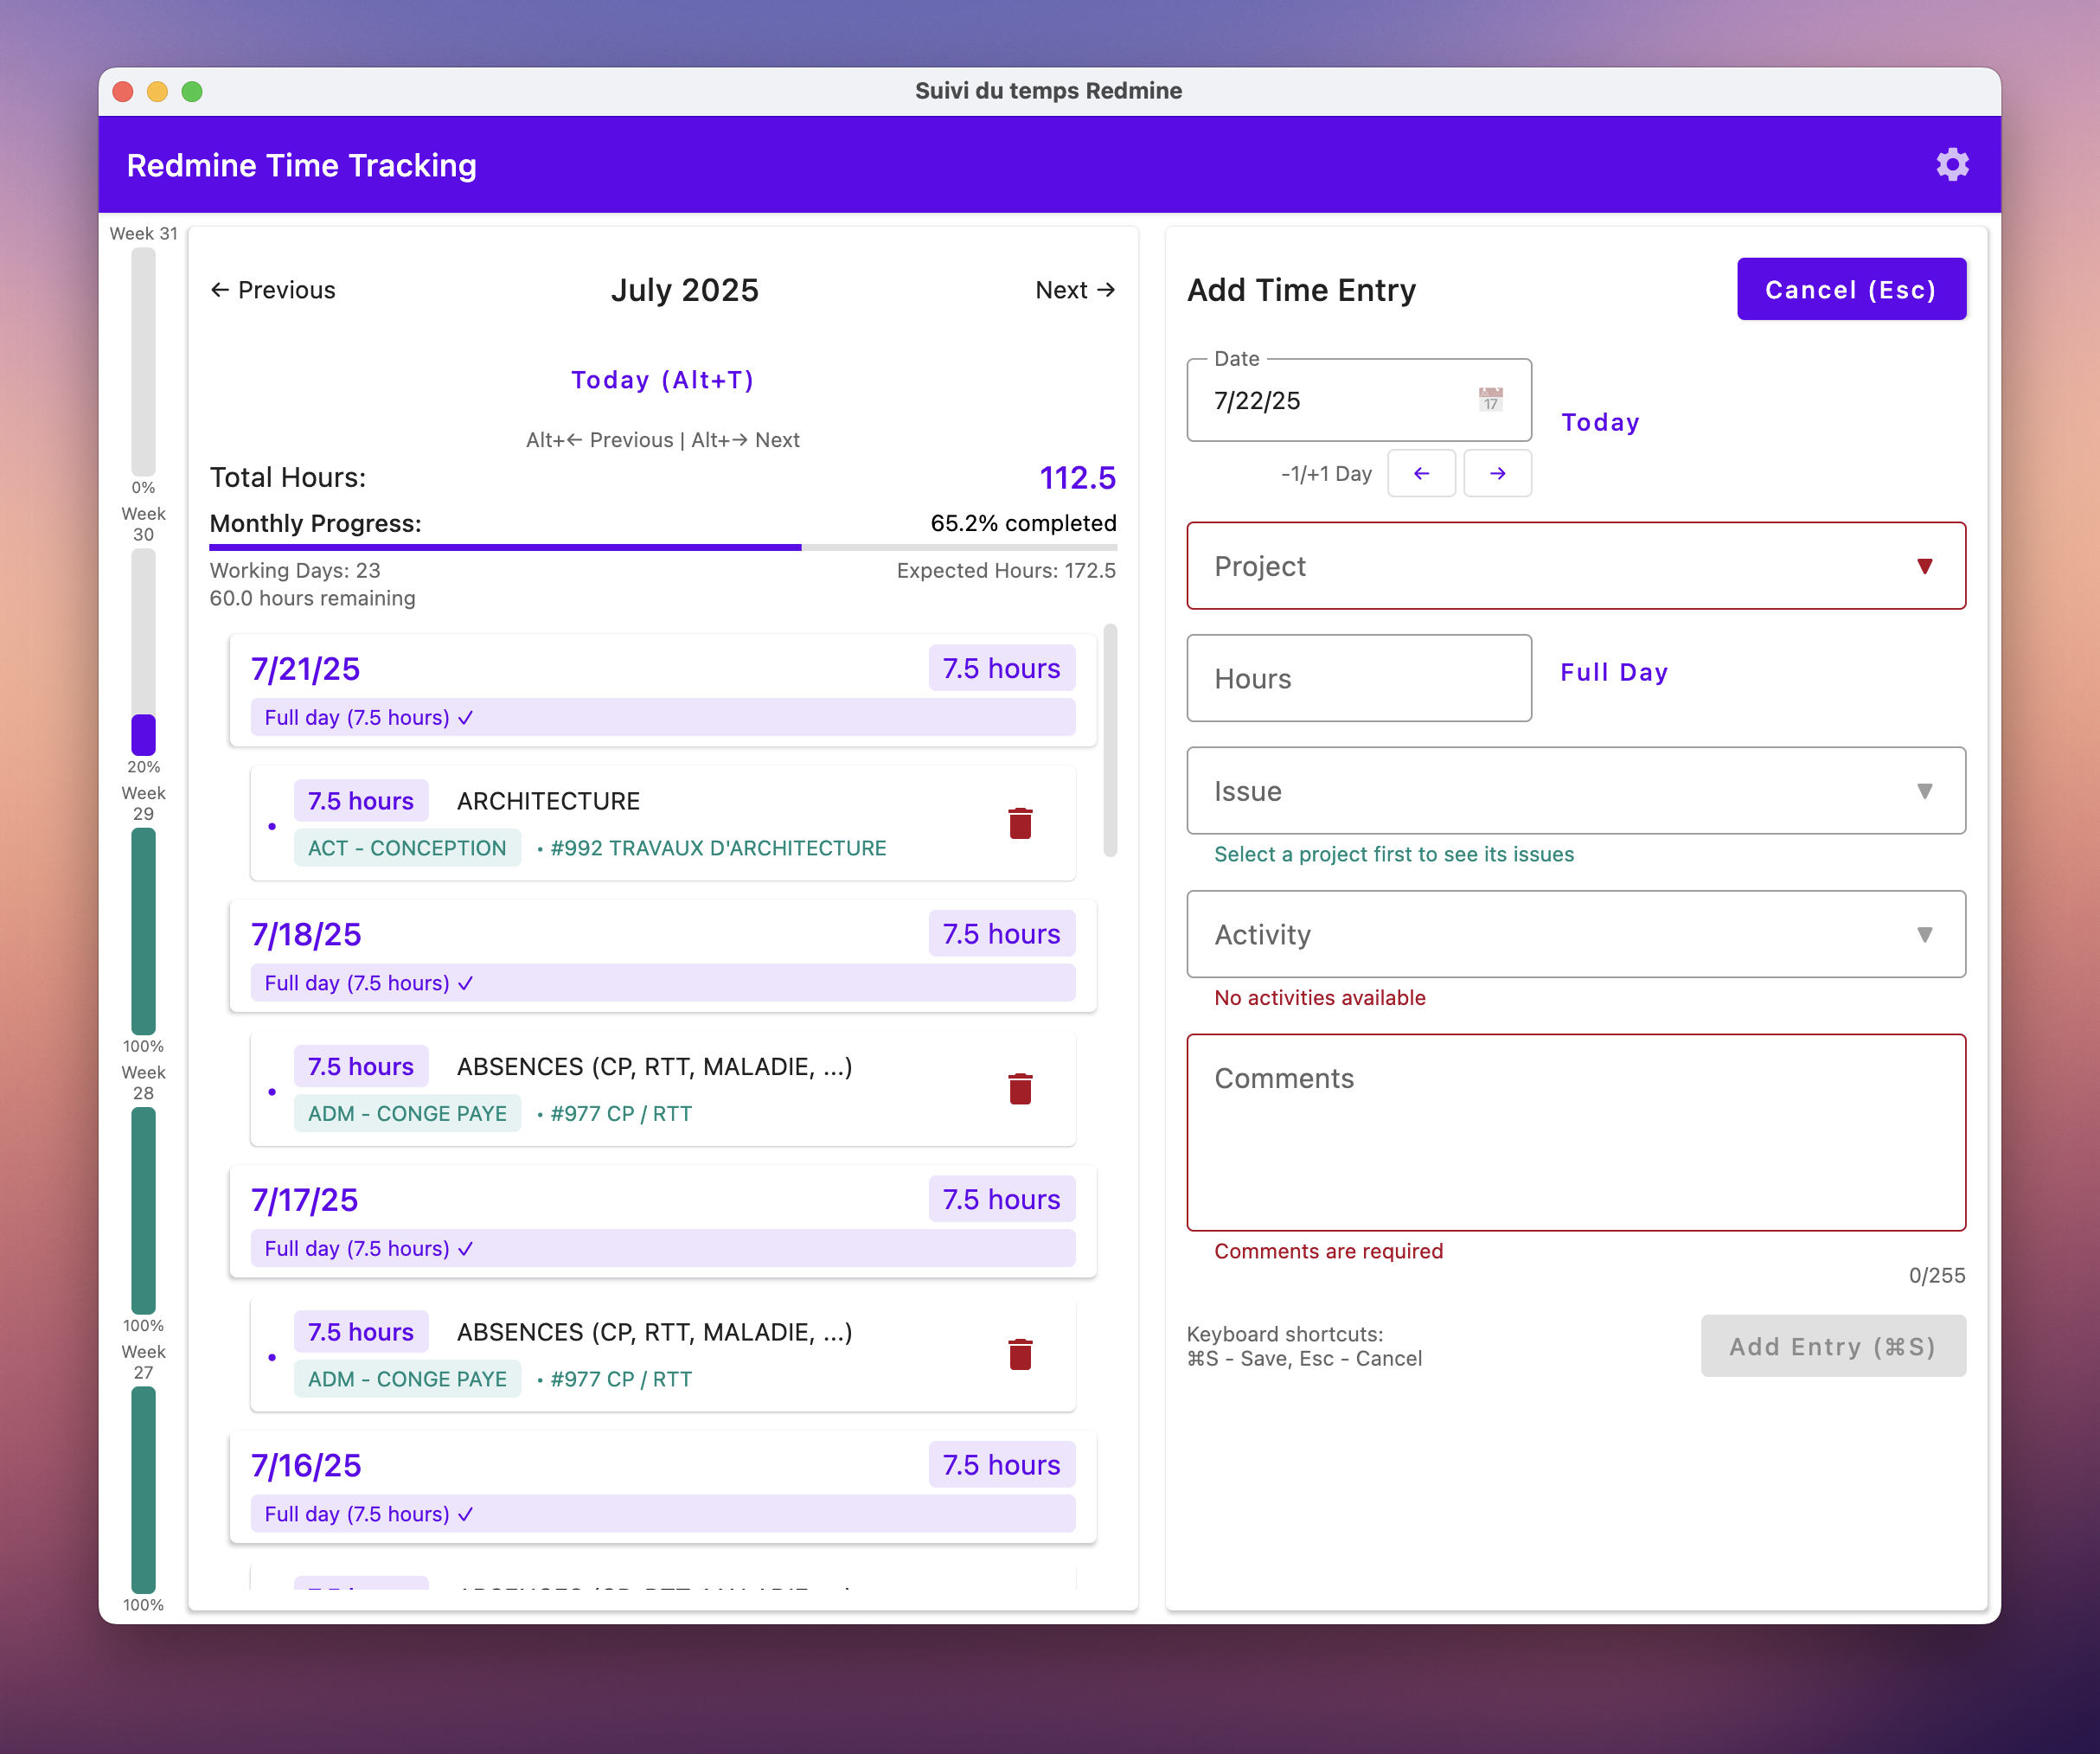 Suivi du temps Redmine
Redmine Time Tracking
Week 31
0%
Week
30
20%
Week
29
100%
Week
28
100%
Week
27
100%
← Previous
July 2025
Next →
Today (Alt+T)
Alt+← Previous | Alt+→ Next
Total Hours:
112.5
Monthly Progress:
65.2% completed
Working Days: 23
Expected Hours: 172.5
60.0 hours remaining
7/21/25
7.5 hours
Full day (7.5 hours) ✓
7.5 hours
ARCHITECTURE
ACT - CONCEPTION
• #992 TRAVAUX D'ARCHITECTURE
7/18/25
7.5 hours
Full day (7.5 hours) ✓
7.5 hours
ABSENCES (CP, RTT, MALADIE, ...)
ADM - CONGE PAYE
• #977 CP / RTT
7/17/25
7.5 hours
Full day (7.5 hours) ✓
7.5 hours
ABSENCES (CP, RTT, MALADIE, ...)
ADM - CONGE PAYE
• #977 CP / RTT
7/16/25
7.5 hours
Full day (7.5 hours) ✓
Add Time Entry
Cancel (Esc)
Date
7/22/25
17
Today
-1/+1 Day
←
→
Project
Hours
Full Day
Issue
Select a project first to see its issues
Activity
No activities available
Comments
Comments are required
0/255
Keyboard shortcuts:
⌘S - Save, Esc - Cancel
Add Entry (⌘S)